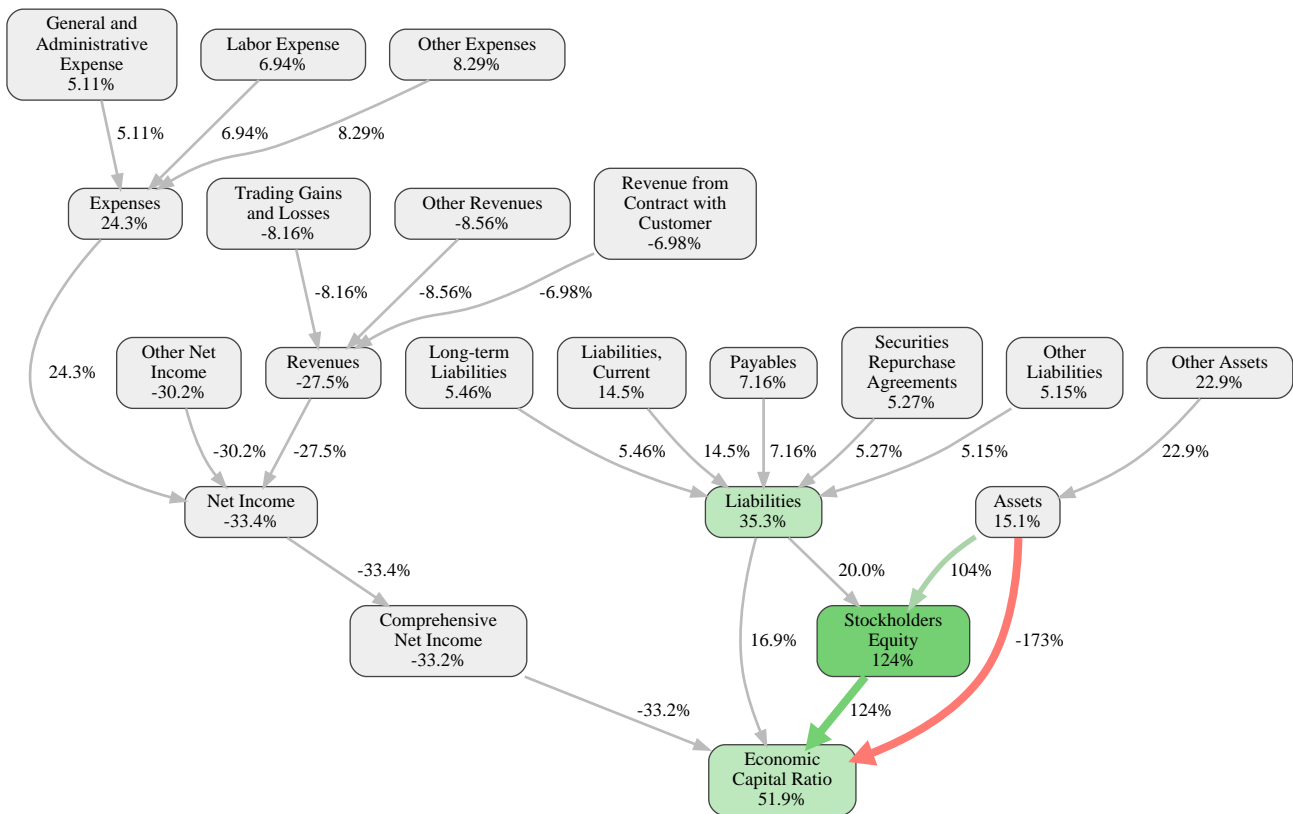 General and
Administrative
Expense
5.11%
Labor Expense
6.94%
Other Expenses
8.29%
5.11%
6.94%
8.29%
Expenses
24.3%
Trading Gains
and Losses
-8.16%
Other Revenues
-8.56%
Revenue from
Contract with
Customer
-6.98%
-8.16%
-8.56%
-6.98%
24.3%
Other Net
Income
-30.2%
Revenues
-27.5%
Long-term
Liabilities
5.46%
Liabilities,
Current
14.5%
Payables
7.16%
Securities
Repurchase
Agreements
5.27%
Other
Liabilities
5.15%
Other Assets
22.9%
-30.2%
-27.5%
5.46%
14.5%
7.16%
5.27%
5.15%
22.9%
Net Income
-33.4%
Liabilities
35.3%
Assets
15.1%
-33.4%
20.0%
104%
Comprehensive
Net Income
-33.2%
16.9%
Stockholders
Equity
124%
-173%
-33.2%
124%
Economic
Capital Ratio
51.9%